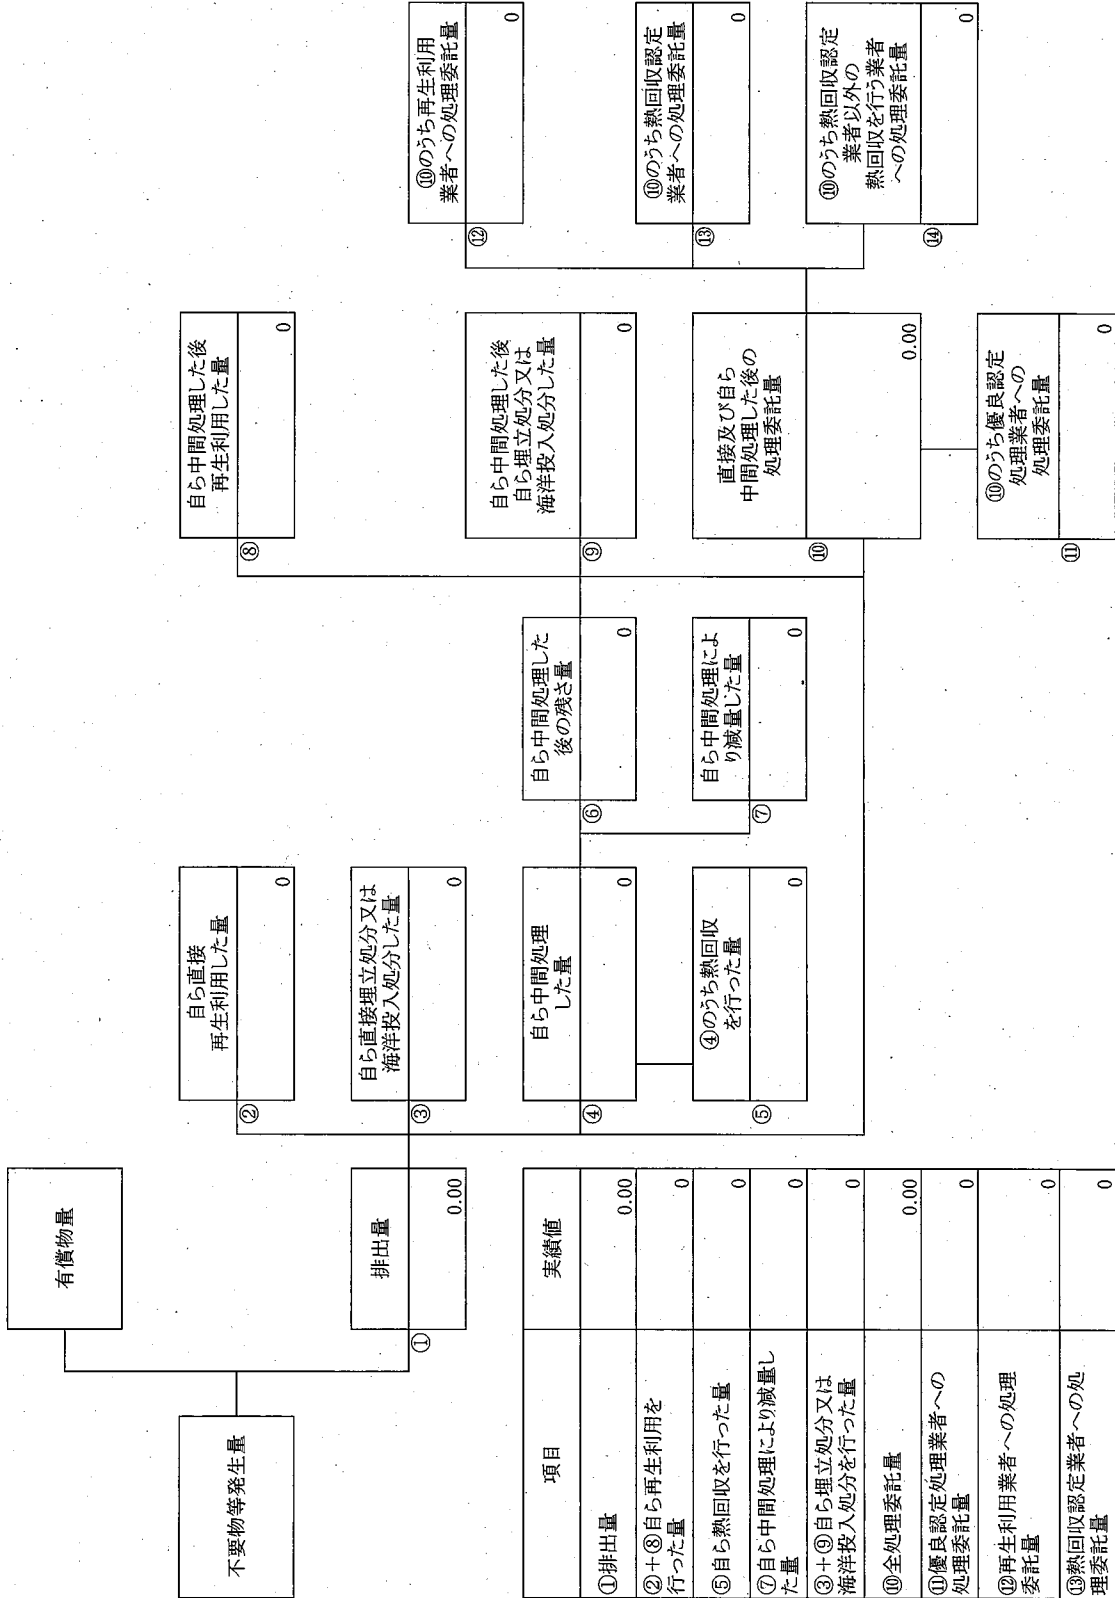 有償物量
不要物等発生量
排出量
①
0.00
自ら直接
再生利用した量
②
0
自ら直接埋立処分又は
海洋投入処分した量
③
0
自ら中間処理
した量
④
0
④のうち熱回収
を行った量
⑤
0
自ら中間処理した
後の残さ量
⑥
0
自ら中間処理によ
り減量した量
⑦
0
自ら中間処理した後
再生利用した量
⑧
0
自ら中間処理した後
自ら埋立処分又は
海洋投入処分した量
⑨
0
直接及び自ら
中間処理した後の
処理委託量
⑩
0.00
⑩のうち優良認定
処理業者への
処理委託量
⑪
0
⑩のうち再生利用
業者への処理委託量
⑫
0
⑩のうち熱回収認定
業者への処理委託量
⑬
0
⑩のうち熱回収認定
業者以外の
熱回収を行う業者
への処理委託量
⑭
0
項目
実績値
①排出量
0.00
②+⑧自ら再生利用を
行った量
0
⑤自ら熱回収を行った量
0
⑦自ら中間処理により減量し
た量
0
③+⑨自ら埋立処分又は
海洋投入処分を行った量
0
⑩全処理委託量
0.00
⑪優良認定処理業者への
処理委託量
0
⑫再生利用業者への処理
委託量
0
⑬熱回収認定業者への処
理委託量
0